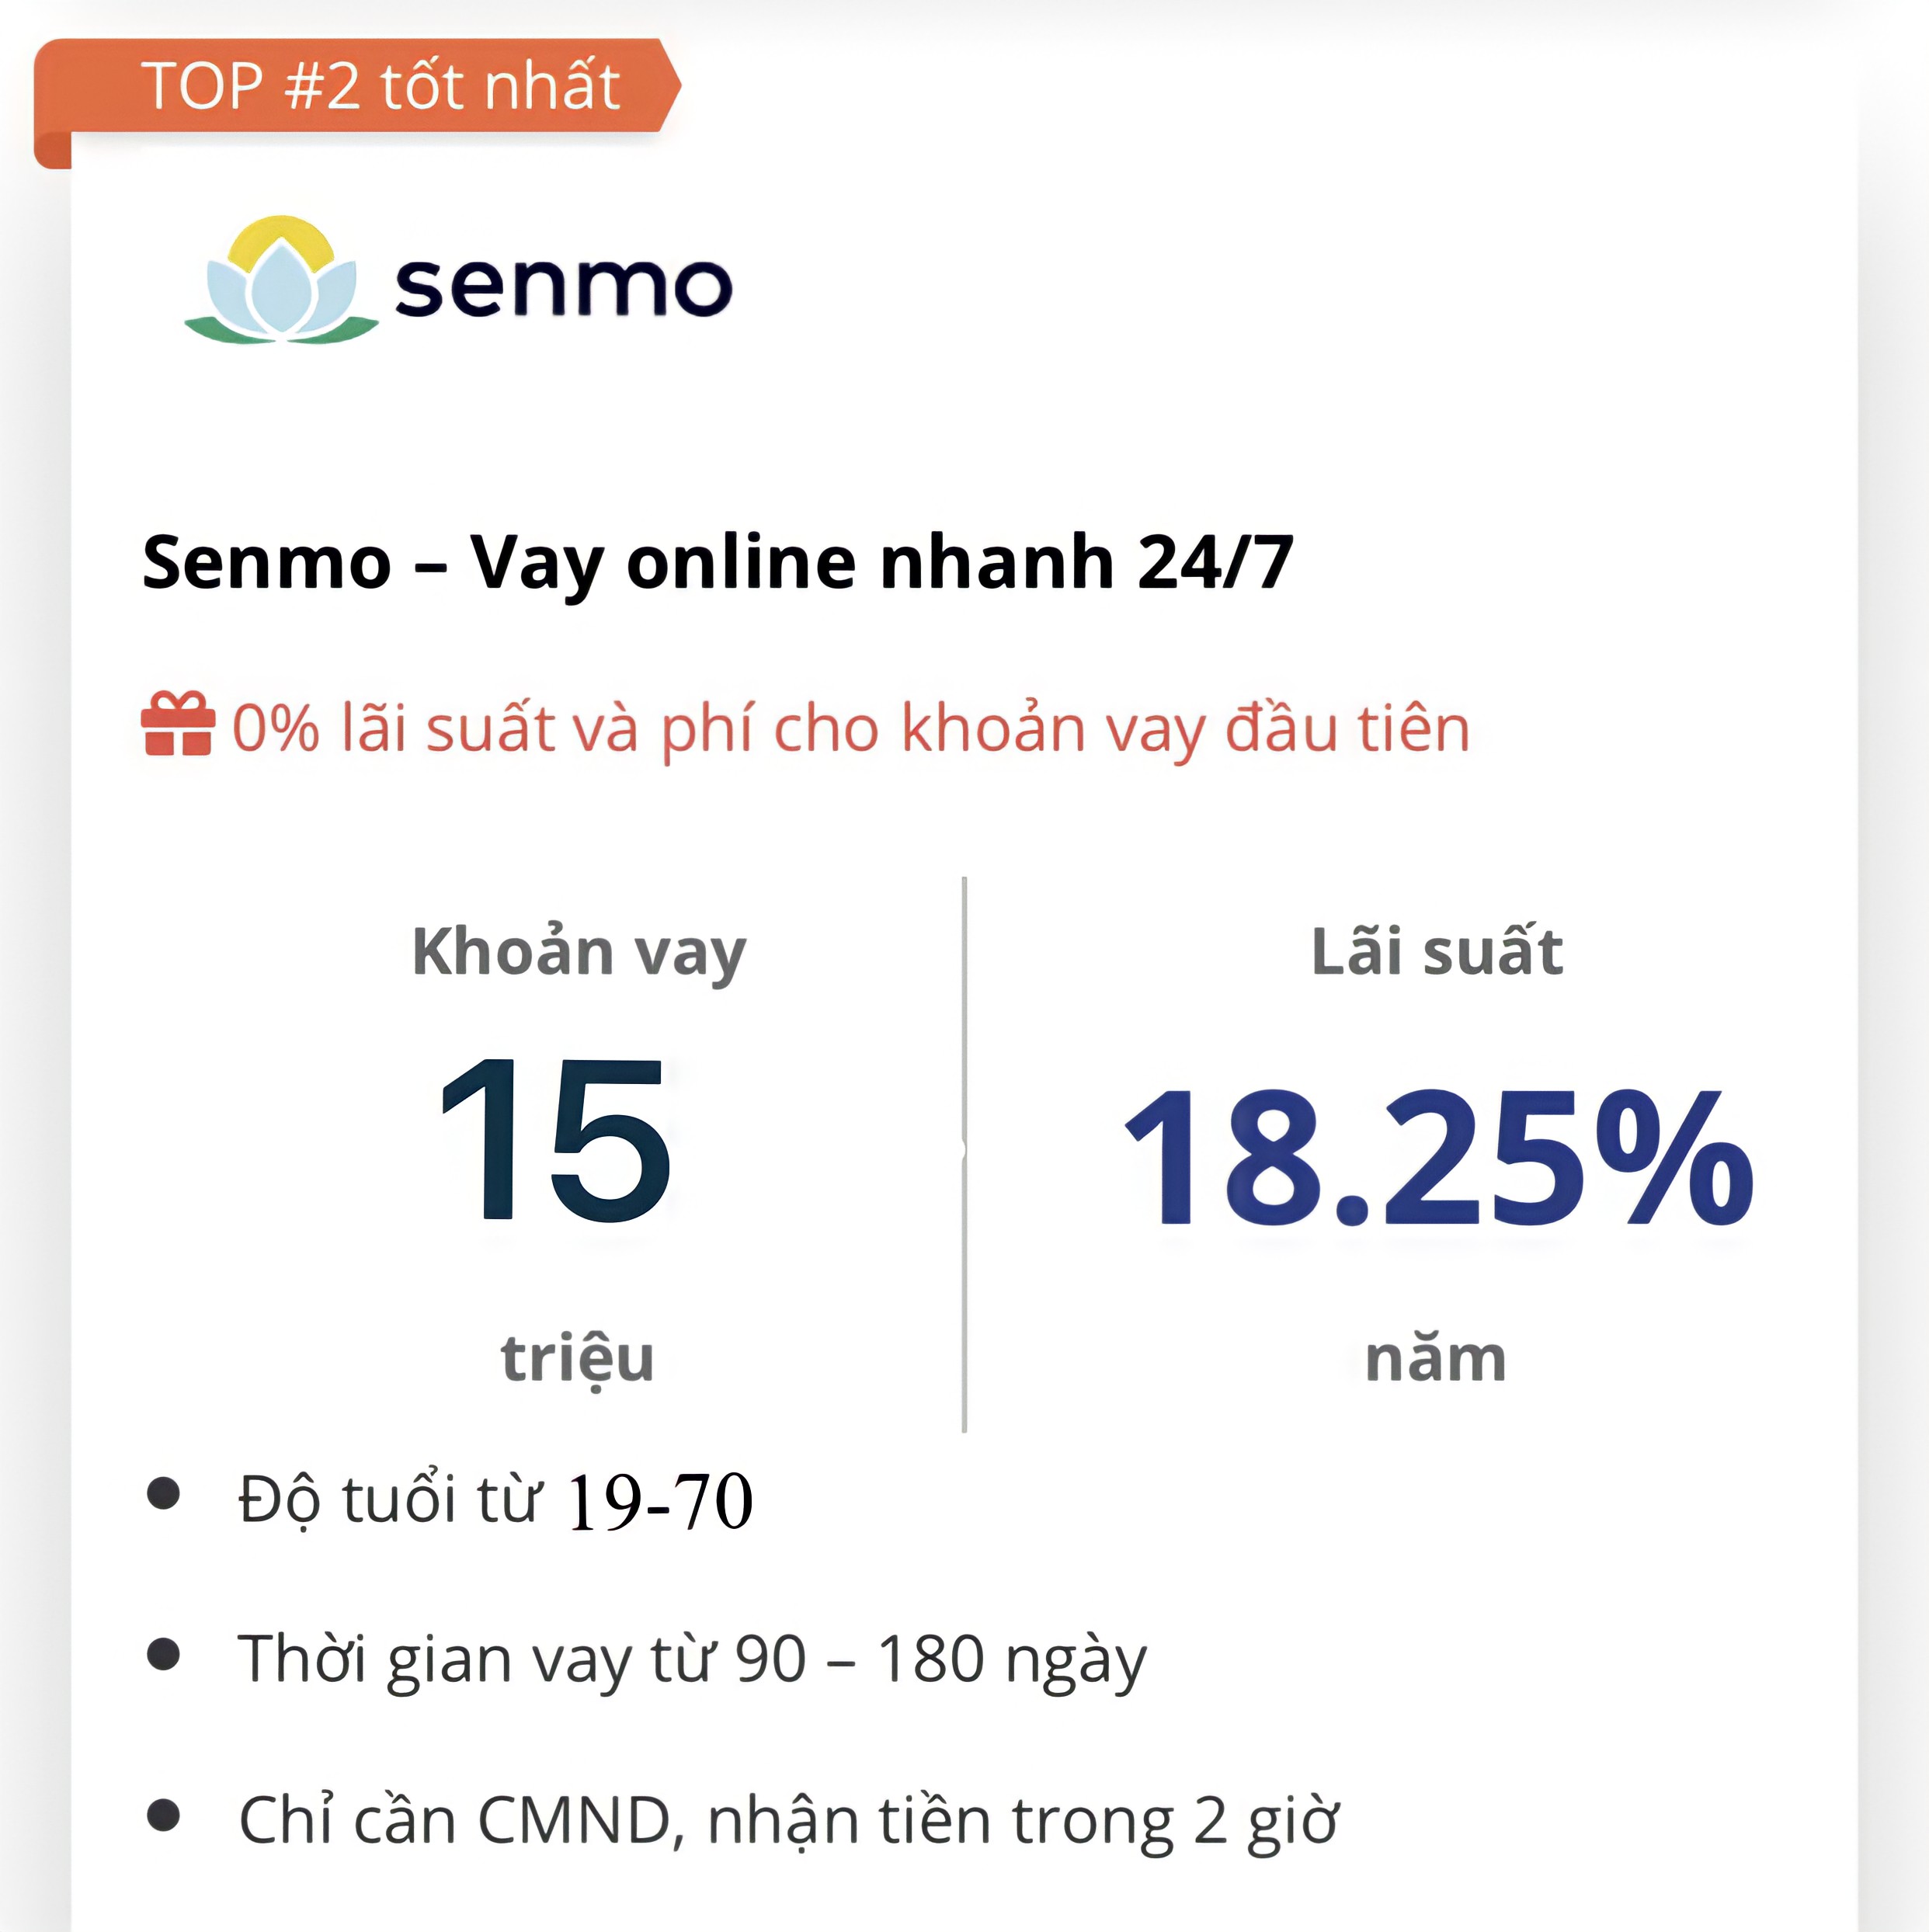 TOP #2 tốt nhất
senmo
Senmo – Vay online nhanh 24/7
0% lãi suất và phí cho khoản vay đầu tiên
Khoản vay
15
triệu
Lãi suất
18.25%
năm
Độ tuổi từ 19-70
Thời gian vay từ 90 – 180 ngày
Chỉ cần CMND, nhận tiền trong 2 giờ